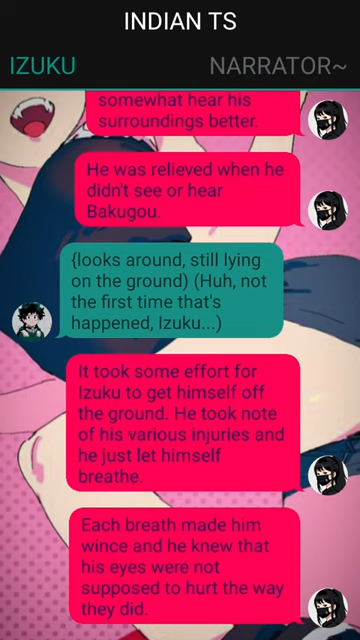 INDIAN TS
IZUKU
NARRATOR~
somewhat hear his
surroundings better.
He was relieved when he
didn't see or hear
Bakugou.
{looks around, still lying
on the ground) (Huh, not
the first time that's
happened, Izuku...)
It took some effort for
Izuku to get himself off
the ground. He took note
of his various injuries and
he just let himself
breathe.
Each breath made him
wince and he knew that
his eyes were not
supposed to hurt the way
they did.